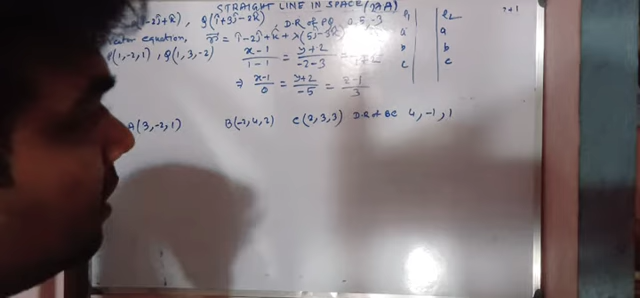 STRAIGHT LINE IN SPACE
-2ĵ+k̂), Q(î+3ĵ-2k̂) D.R of PQ 0, 5, -3
equation, r⃗ = î-2ĵ+k̂+λ(5ĵ-3k̂)
(1,-2,1), Q(1,3,-2) x-1/1-1 = y+2/-2-3 =
⇒ x-1/0 = y+2/-5 = z-1/3
l₁ l₂
a a
b b
c c
A(3,-2,1) B(-2,4,2) C(2,3,3) D.R of BC 4, -1, 1